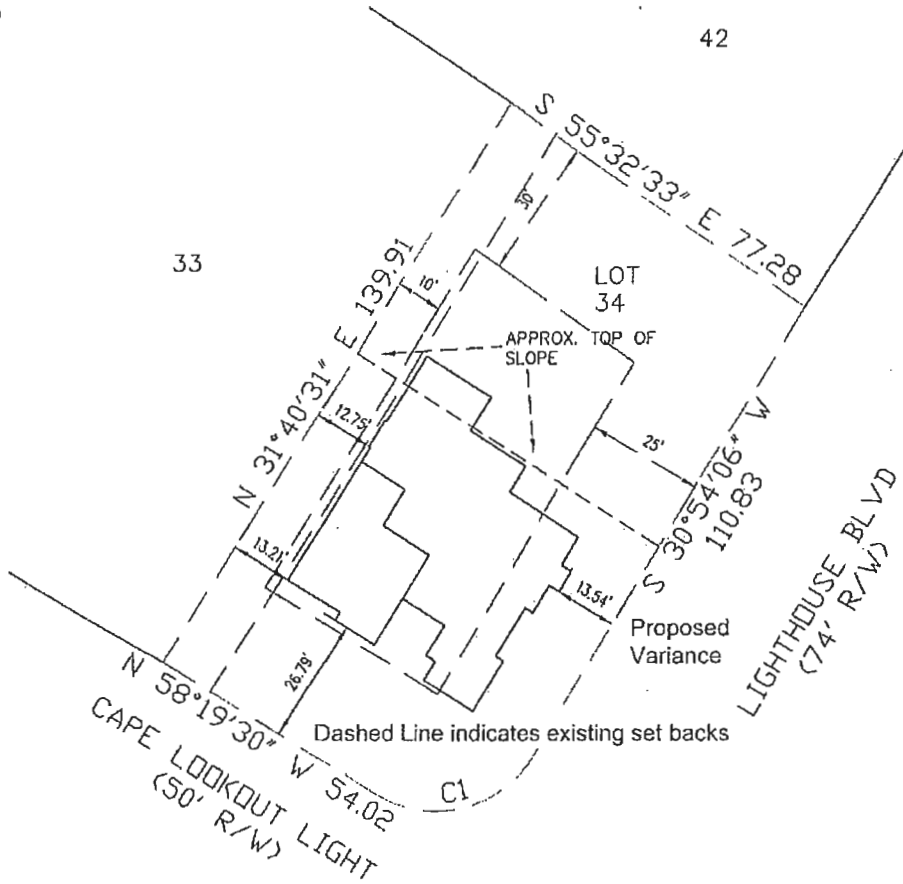 42
S 55°32'33" E 77.28
33
30'
LOT
34
10'
N 31°40'31" E 139.91
APPROX. TOP OF
SLOPE
12.75'
25'
S 30°54'06" W
110.83
13.21'
13.54'
Proposed
Variance
LIGHTHOUSE BLVD
(74' R/W)
26.79'
N 58°19'30" W 54.02
Dashed Line indicates existing set backs
CAPE LOOKOUT LIGHT
(50' R/W)
C1